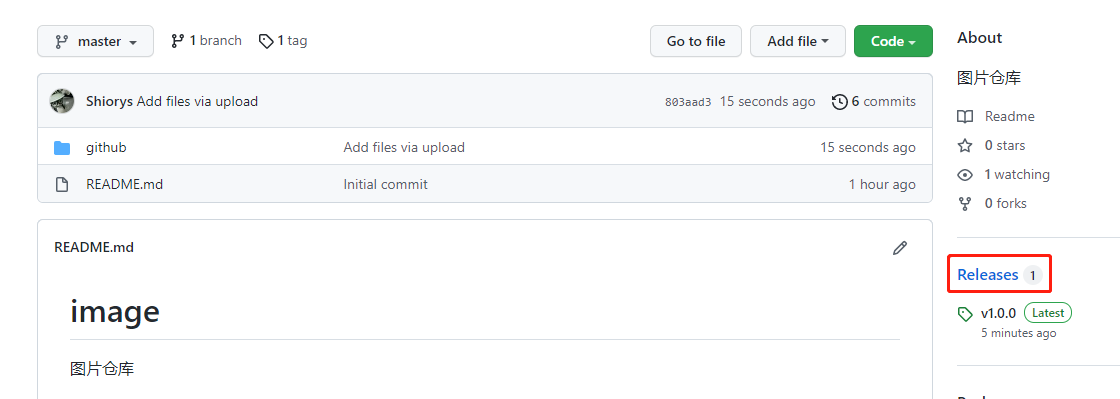 master 1 branch 1 tag Go to file Add file Code
Shiorys Add files via upload 803aad3 15 seconds ago 6 commits
github Add files via upload 15 seconds ago
README.md Initial commit 1 hour ago
README.md
image
图片仓库
About
图片仓库
Readme
0 stars
1 watching
0 forks
Releases 1
v1.0.0 Latest
5 minutes ago